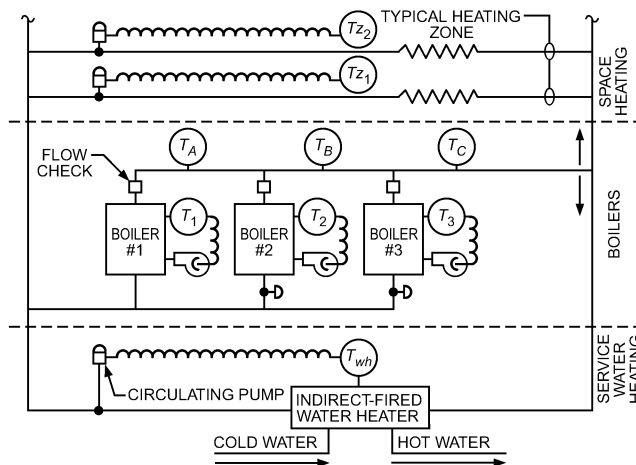 Tz2
TYPICAL HEATING
ZONE
Tz1
SPACE
HEATING
FLOW
CHECK
TA
TB
TC
T1
T2
T3
BOILER
#1
BOILER
#2
BOILER
#3
BOILERS
Twh
CIRCULATING PUMP
INDIRECT-FIRED
WATER HEATER
COLD WATER
HOT WATER
SERVICE
WATER
HEATING